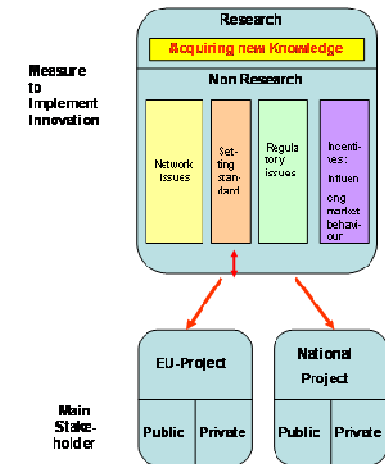 Research
Acquiring new Knowledge
Non Research
Measure
to
Implement
Innovation
Network
Issues
Set-
ting
stan-
dard
Regula
tory
issues
Incenti-
ves:
Influen
cing
market
behavi-
our
EU-Project
Public
Private
National
Project
Public
Private
Main
Stake-
holder